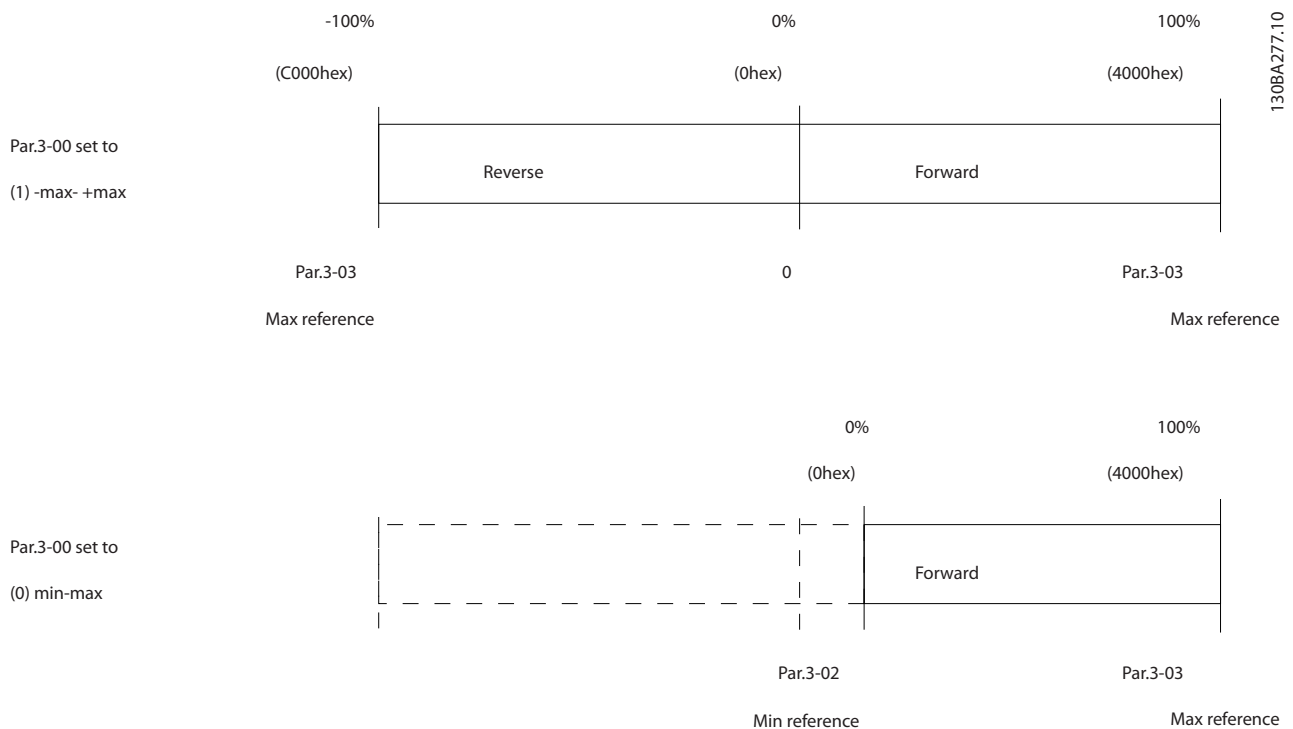 -100% 0% 100%
(C000hex) (0hex) (4000hex)
130BA277.10
Par.3-00 set to
(1) -max- +max
Reverse Forward
Par.3-03 0 Par.3-03
Max reference Max reference
0% 100%
(0hex) (4000hex)
Par.3-00 set to
(0) min-max
Forward
Par.3-02 Par.3-03
Min reference Max reference